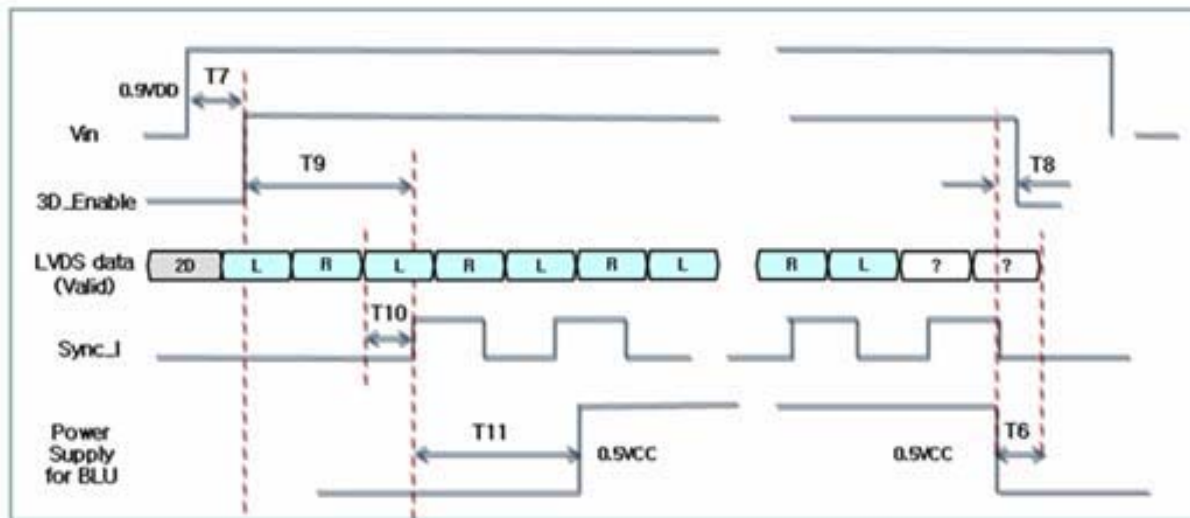 T7
0.9VDD
Vin
T9
T8
3D_Enable
LVDS data
(Valid)
2D L R L R L R L R L ? ?
T10
Sync_I
Power
Supply
for BLU
T11
0.5VCC
0.5VCC
T6